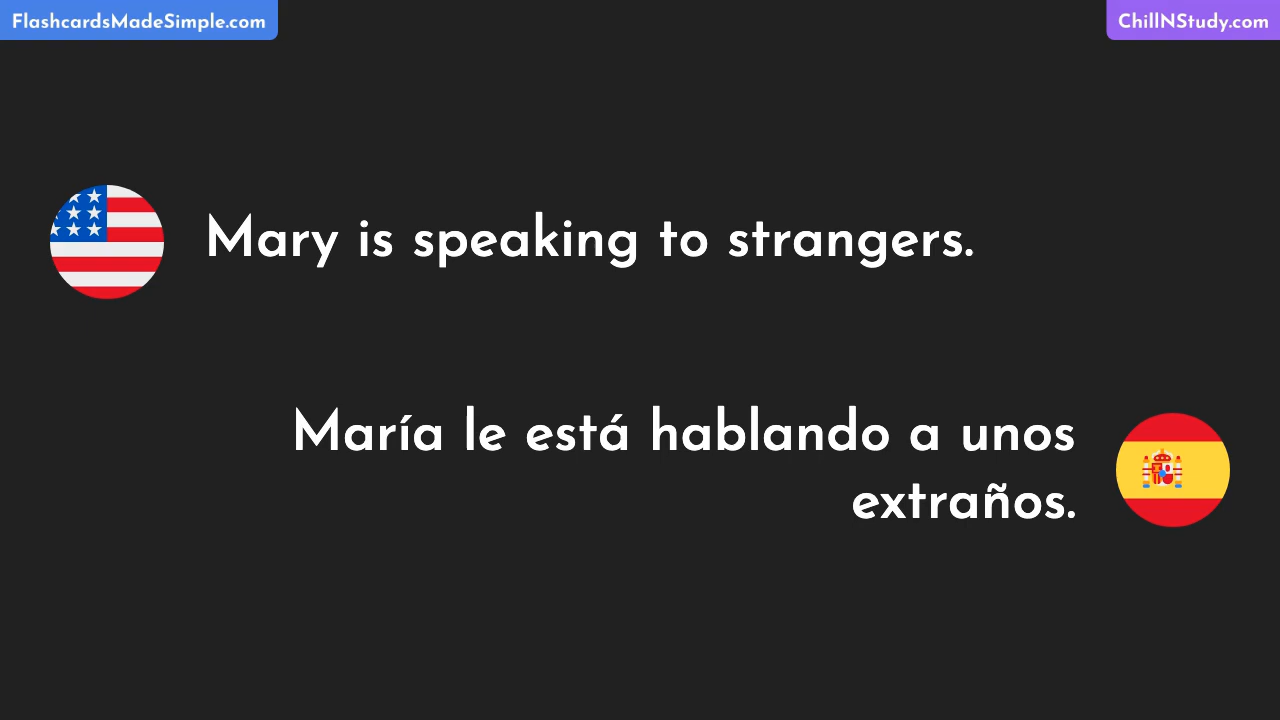 FlashcardsMadeSimple.com
ChillNStudy.com
Mary is speaking to strangers.
María le está hablando a unos
extraños.